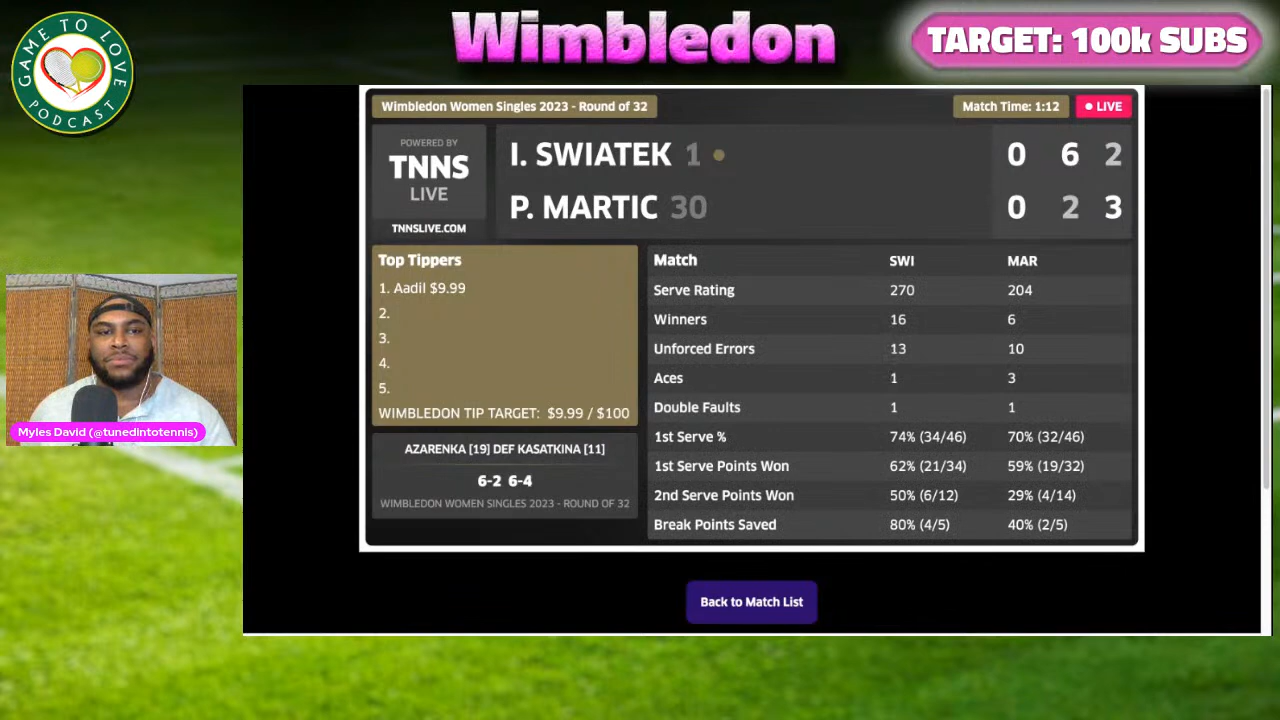 GAME TO LOVE
PODCAST
Wimbledon
TARGET: 100k SUBS
Wimbledon Women Singles 2023 - Round of 32
Match Time: 1:12
LIVE
POWERED BY
TNNS
LIVE
TNNSLIVE.COM
I. SWIATEK 1 0 6 2
P. MARTIC 30 0 2 3
Top Tippers
1. Aadil $9.99
2.
3.
4.
5.
WIMBLEDON TIP TARGET: $9.99 / $100
AZARENKA [19] DEF KASATKINA [11]
6-2 6-4
WIMBLEDON WOMEN SINGLES 2023 - ROUND OF 32
Match SWI MAR
Serve Rating 270 204
Winners 16 6
Unforced Errors 13 10
Aces 1 3
Double Faults 1 1
1st Serve % 74% (34/46) 70% (32/46)
1st Serve Points Won 62% (21/34) 59% (19/32)
2nd Serve Points Won 50% (6/12) 29% (4/14)
Break Points Saved 80% (4/5) 40% (2/5)
Myles David (@tunedintotennis)
Back to Match List